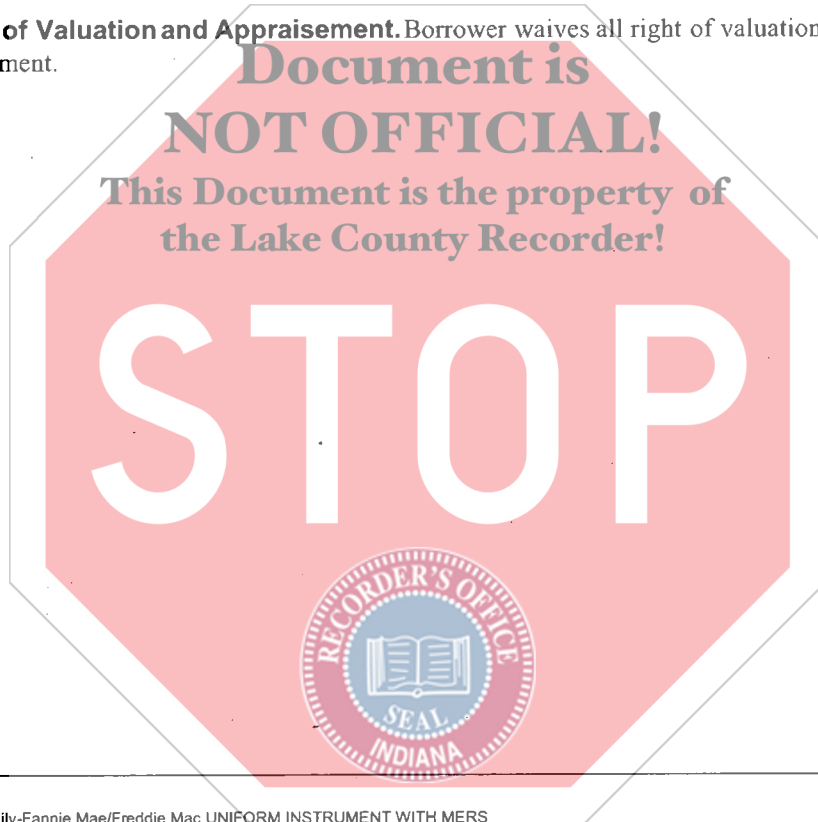 of Valuation and Appraisement. Borrower waives all right of valuation
ment.
Document is
NOT OFFICIAL!
This Document is the property of
the Lake County Recorder!
STOP
RECORDER'S OFFICE
SEAL
INDIANA
ily-Fannie Mae/Freddie Mac UNIFORM INSTRUMENT WITH MERS